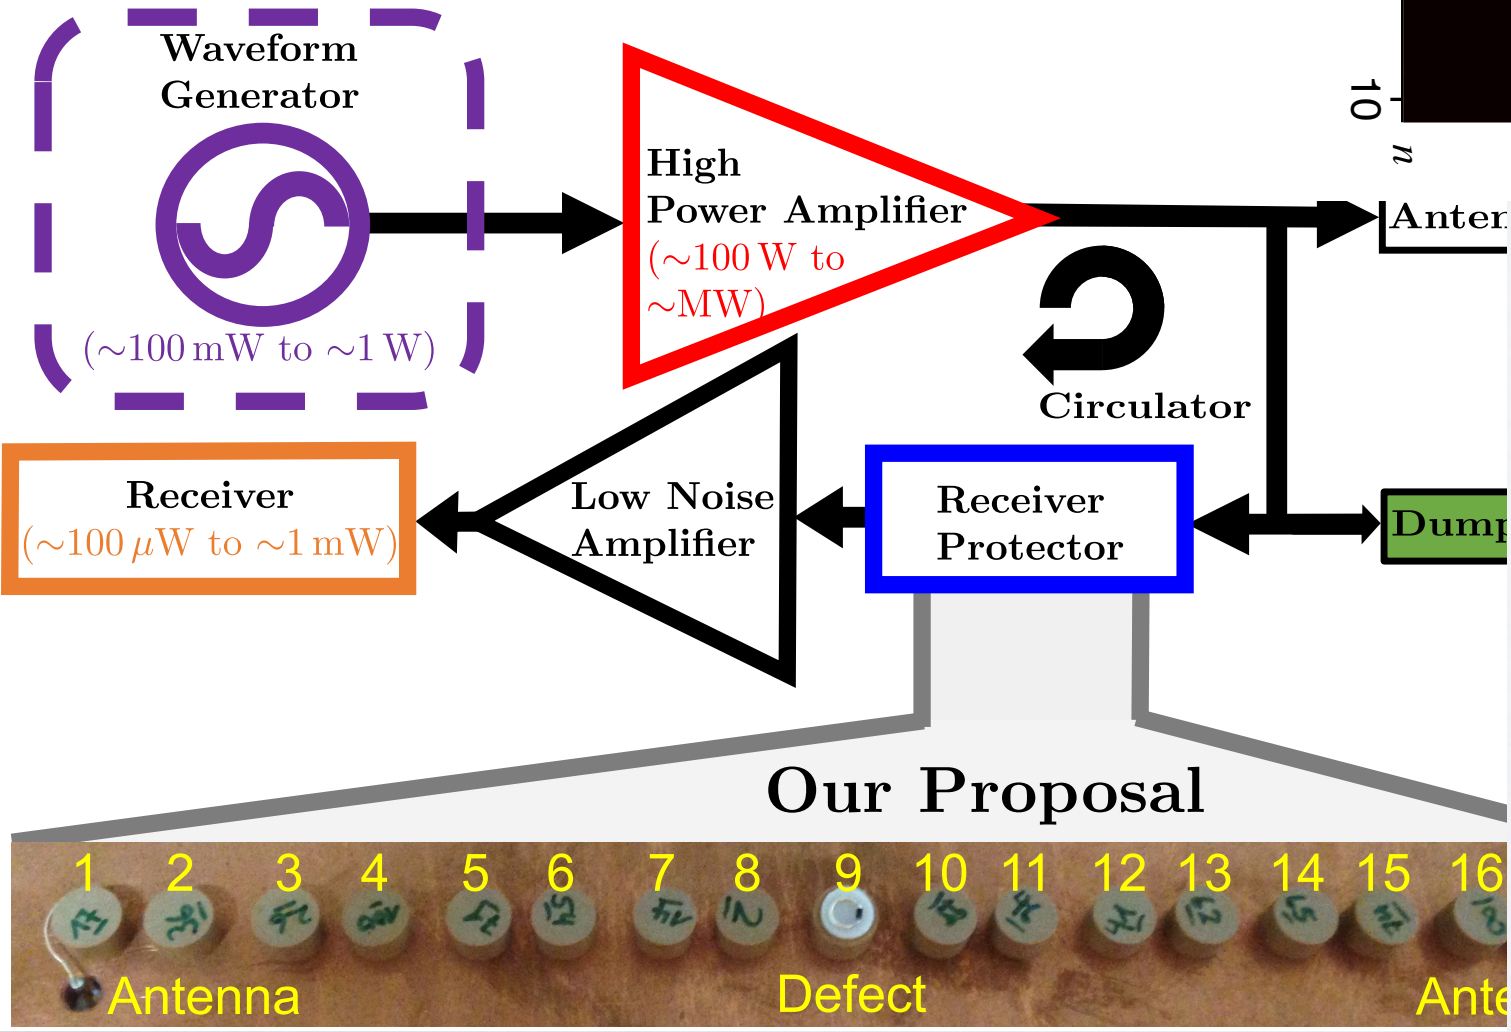 Waveform
Generator
(∼100 mW to ∼1 W)
High
Power Amplifier
(∼100 W to
∼MW)
10
n
Anten
Circulator
Receiver
(∼100 μW to ∼1 mW)
Low Noise
Amplifier
Receiver
Protector
Dump
Our Proposal
1 2 3 4 5 6 7 8 9 10 11 12 13 14 15 16
Antenna
Defect
Ante